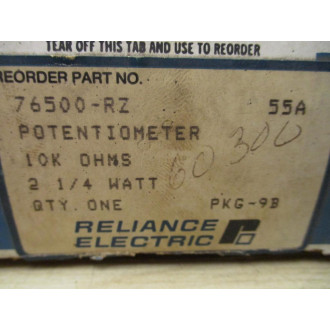 TEAR OFF THIS TAB AND USE TO REORDER
REORDER PART NO.
76500-RZ 55A
POTENTIOMETER
10K OHMS
2 1/4 WATT
60300
QTY. ONE PKG-9B
RELIANCE
ELECTRIC